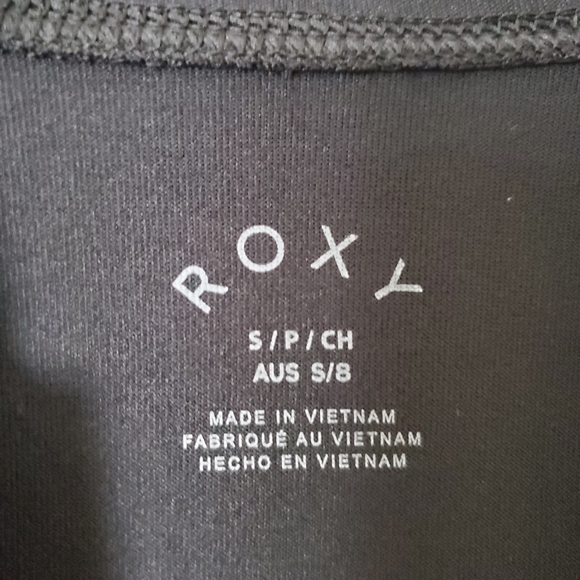 ROXY
S/P/CH
AUS S/8
MADE IN VIETNAM
FABRIQUÉ AU VIETNAM
HECHO EN VIETNAM